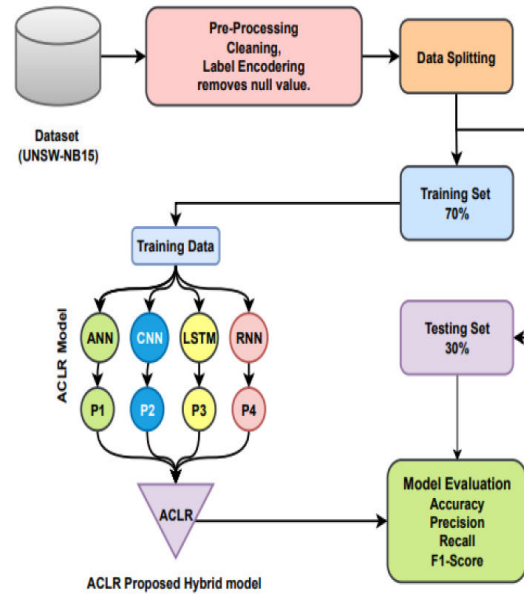 Pre-Processing
Cleaning,
Label Encodering
removes null value.
Data Splitting
Dataset
(UNSW-NB15)
Training Set
70%
Training Data
ACLR Model
ANN
CNN
LSTM
RNN
P1
P2
P3
P4
Testing Set
30%
ACLR
Model Evaluation
Accuracy
Precision
Recall
F1-Score
ACLR Proposed Hybrid model